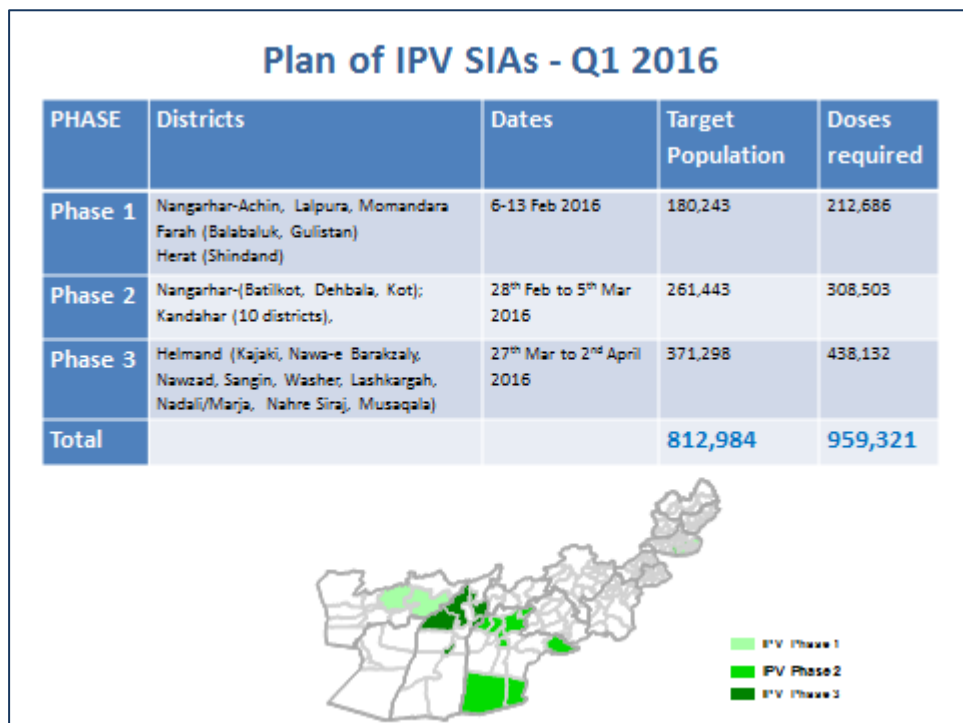 Plan of IPV SIAs - Q1 2016
PHASE Districts Dates Target Population Doses required
Phase 1 Nangarhar-Achin, Lalpura, Momandara 6-13 Feb 2016 180,243 212,686
Farah (Balabaluk, Gulistan)
Herat (Shindand)
Phase 2 Nangarhar-(Batilkot, Dehbala, Kot); 28th Feb to 5th Mar 2016 261,443 308,503
Kandahar (10 districts),
Phase 3 Helmand (Kajaki, Nawa-e Barakzaly, 27th Mar to 2nd April 2016 371,298 438,132
Nawzad, Sangin, Washer, Lashkargah,
Nadali/Marja, Nahre Siraj, Musaqala)
Total 812,984 959,321
IPV Phase 1
IPV Phase 2
IPV Phase 3